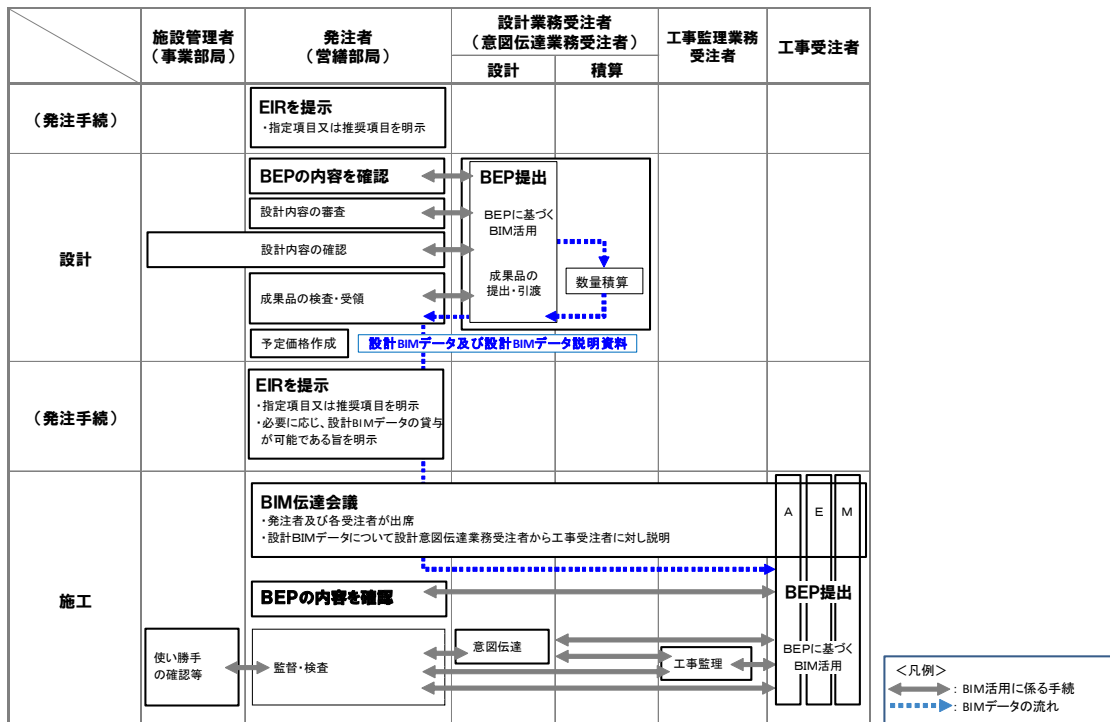 施設管理者
（事業部局）
発注者
（営繕部局）
設計業務受注者
（意図伝達業務受注者）
設計
積算
工事監理業務
受注者
工事受注者
（発注手続）
EIRを提示
・指定項目又は推奨項目を明示
設計
BEPの内容を確認
設計内容の審査
設計内容の確認
成果品の検査・受領
予定価格作成
BEP提出
BEPに基づく
BIM活用
成果品の
提出・引渡
数量積算
設計BIMデータ及び設計BIMデータ説明資料
（発注手続）
EIRを提示
・指定項目又は推奨項目を明示
・必要に応じ、設計BIMデータの貸与
が可能である旨を明示
施工
BIM伝達会議
・発注者及び各受注者が出席
・設計BIMデータについて設計意図伝達業務受注者から工事受注者に対し説明
A E M
BEPの内容を確認
BEP提出
使い勝手
の確認等
監督・検査
意図伝達
工事監理
BEPに基づく
BIM活用
＜凡例＞
：BIM活用に係る手続
：BIMデータの流れ